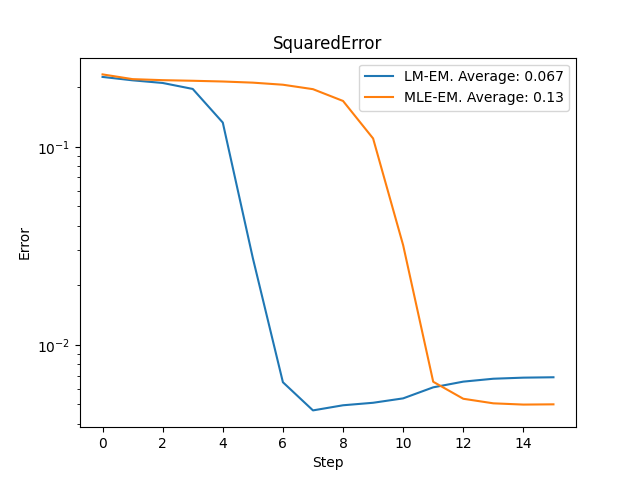 SquaredError
LM-EM. Average: 0.067
MLE-EM. Average: 0.13
10⁻¹
10⁻²
Error
0 2 4 6 8 10 12 14
Step